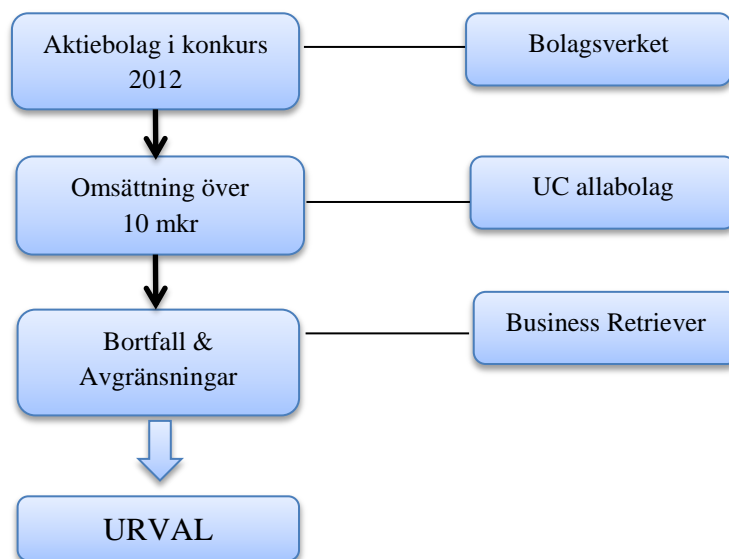 Aktiebolag i konkurs
2012
Bolagsverket
Omsättning över
10 mkr
UC allabolag
Bortfall &
Avgränsningar
Business Retriever
URVAL